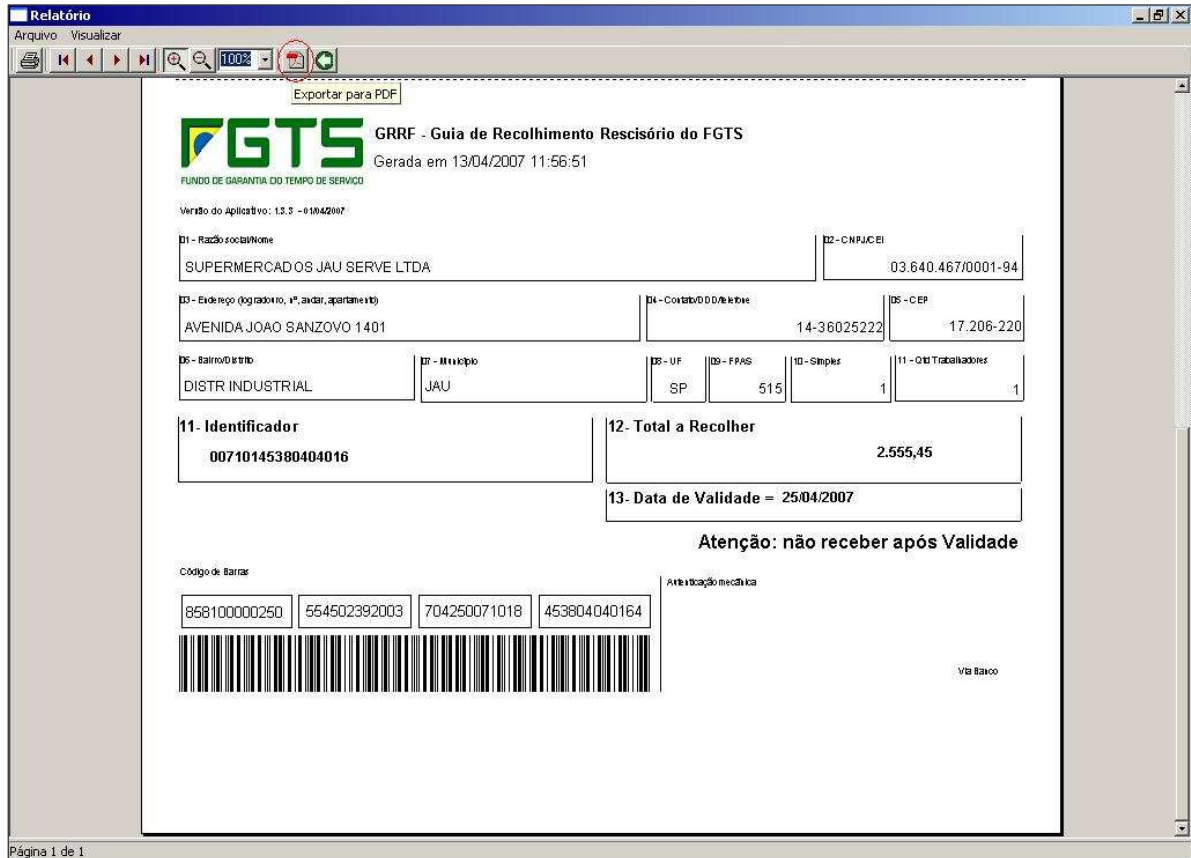 Relatório
Arquivo Visualizar
100%
Exportar para PDF
FGTS
FUNDO DE GARANTIA DO TEMPO DE SERVICO
GRRF - Guia de Recolhimento Rescisório do FGTS
Gerada em 13/04/2007 11:56:51
Versão do Aplicativo: 1.3.3 - 01/04/2007
01 - Razão social/Nome
02 - CNPJ/CEI
SUPERMERCADOS JAU SERVE LTDA
03.640.467/0001-94
03 - Endereço (logradouro, nº, andar, apartamento)
04 - Contato/DDD/telefone
05 - CEP
AVENIDA JOAO SANZOVO 1401
14-36025222
17.206-220
06 - Bairro/Distrito
07 - Município
08 - UF
09 - FPAS
10 - Simples
11 - Qtd Trabalhadores
DISTR INDUSTRIAL
JAU
SP
515
1
1
11- Identificador
12- Total a Recolher
00710145380404016
2.555,45
13- Data de Validade = 25/04/2007
Atenção: não receber após Validade
Código de Barras
Autenticação mecânica
858100000250 554502392003 704250071018 453804040164
Via Banco
Página 1 de 1